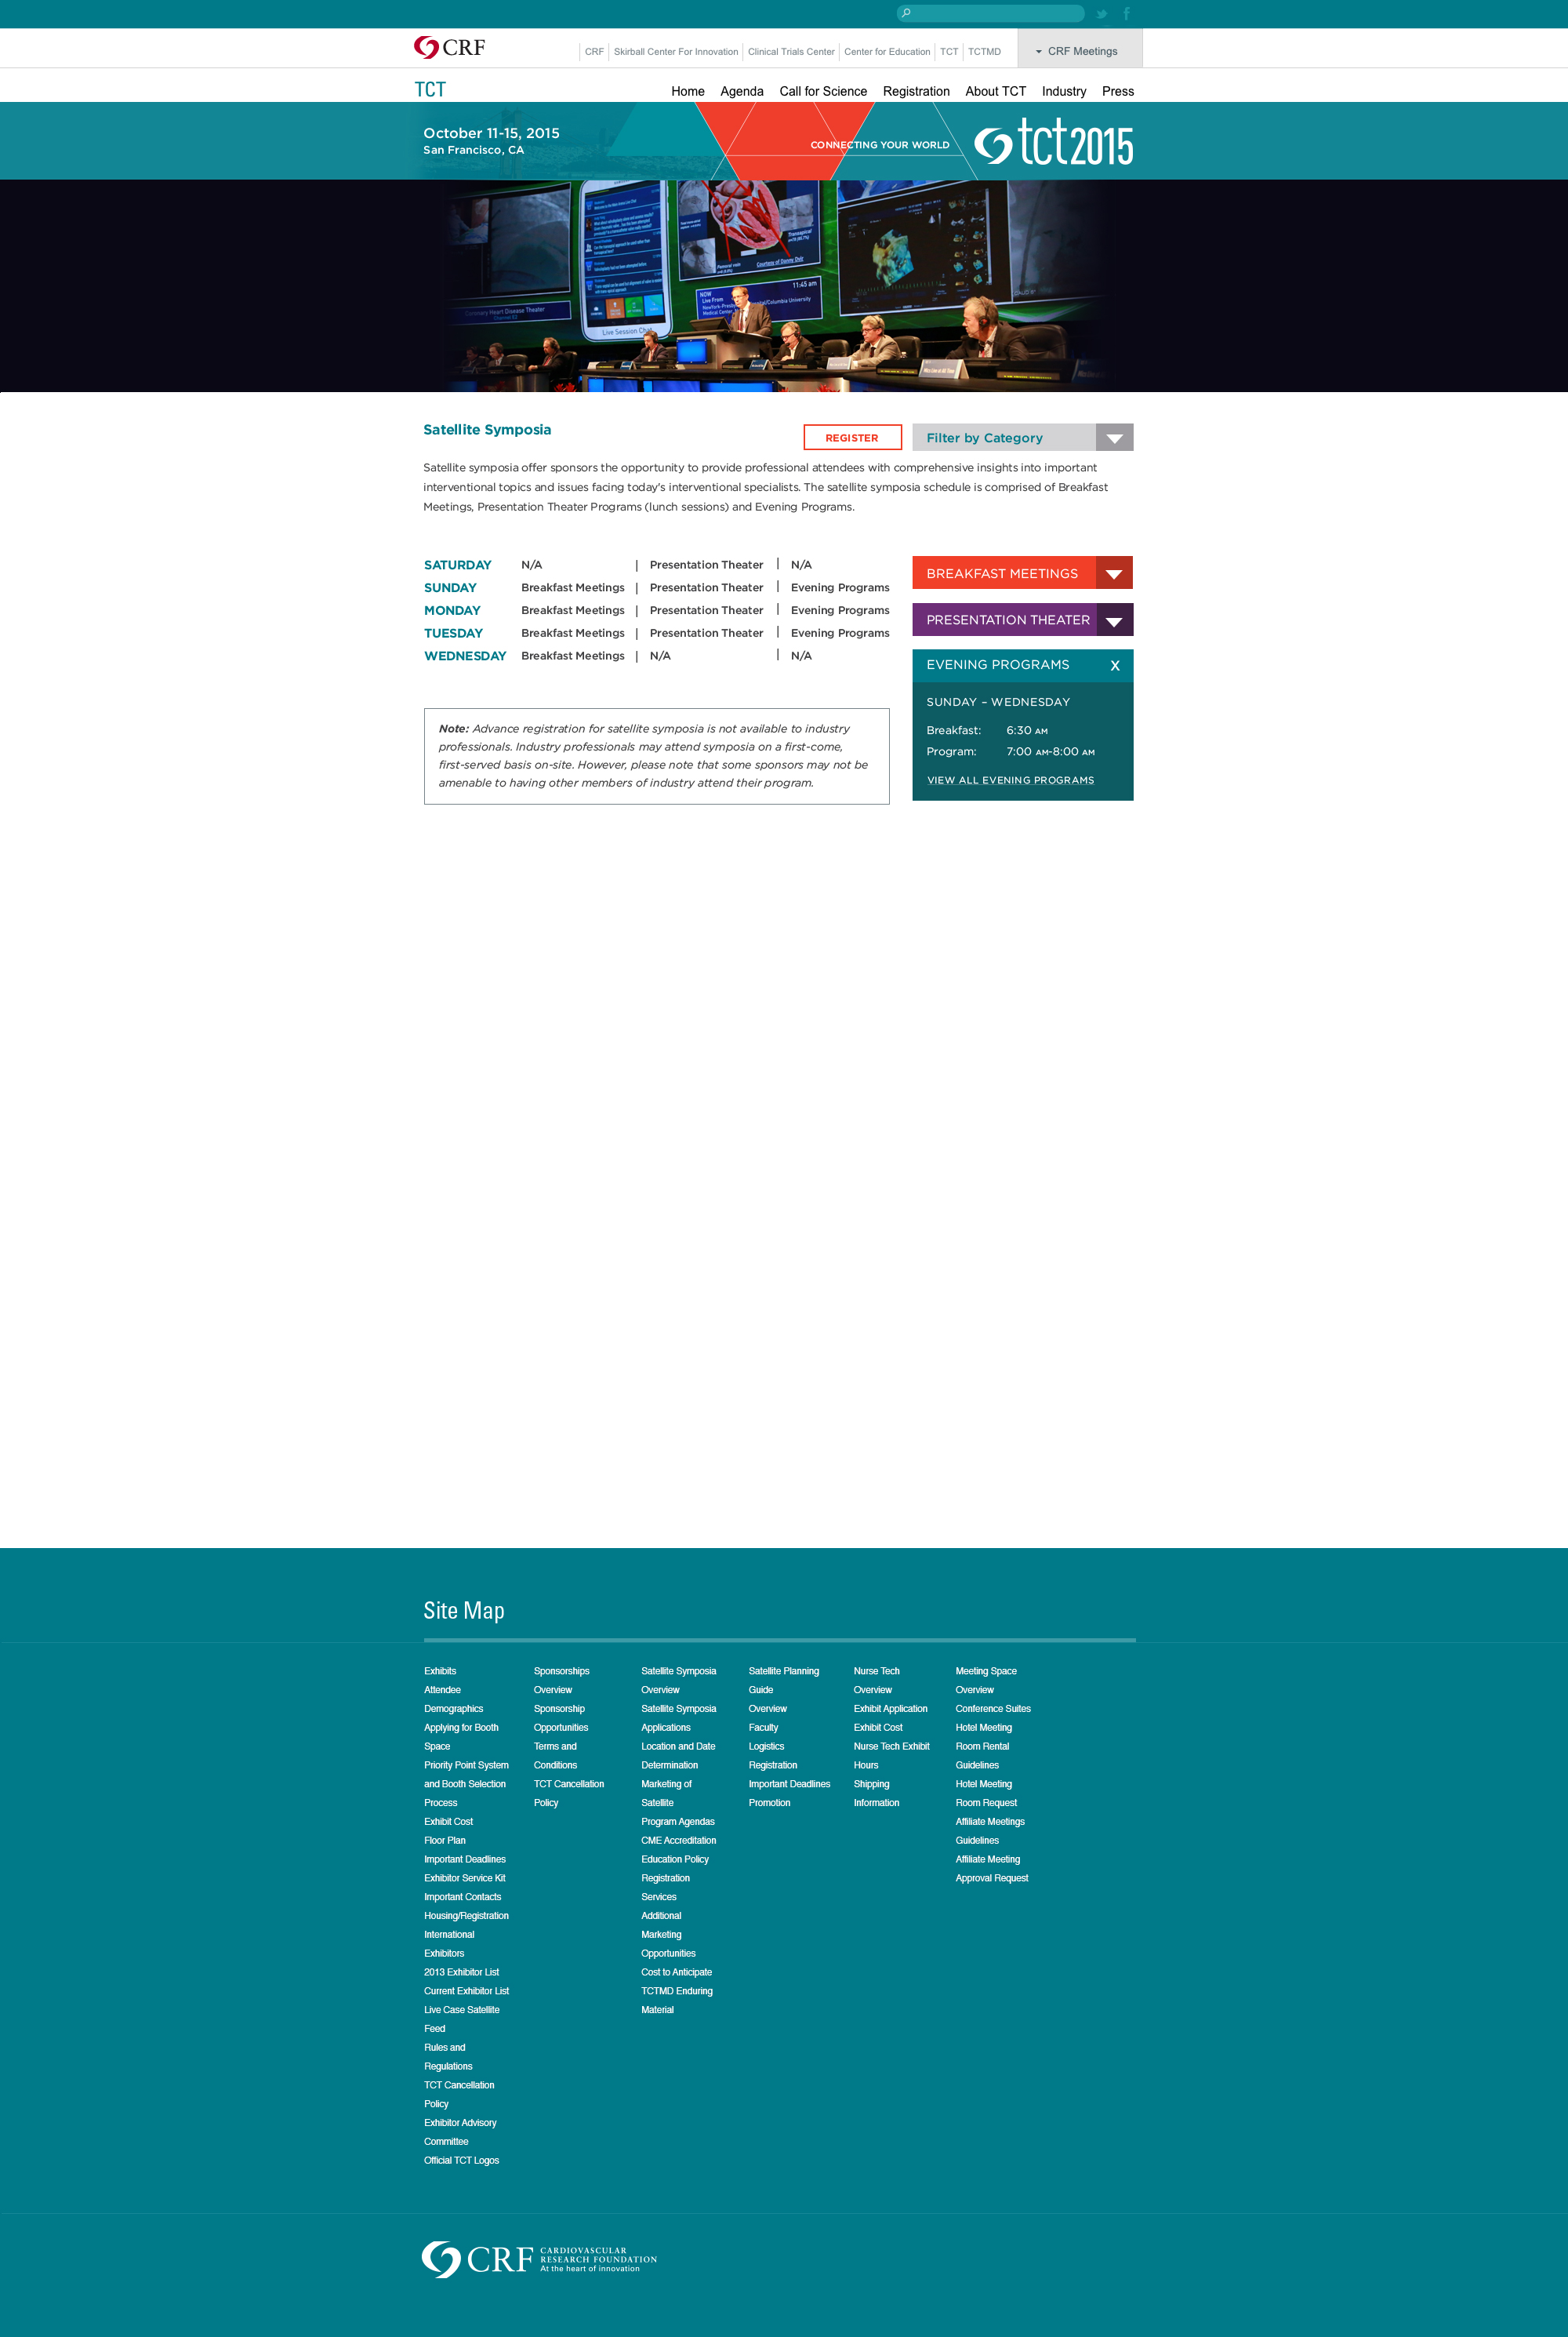 CRF
CRF Skirball Center For Innovation Clinical Trials Center Center for Education TCT TCTMD CRF Meetings
TCT
Home Agenda Call for Science Registration About TCT Industry Press
October 11-15, 2015
San Francisco, CA
CONNECTING YOUR WORLD
tct2015
Coronary Heart Disease Theater
Live Session Chat
Courtesy of Danny Dvir
11:45 am
NOW
Live From
Satellite Symposia
REGISTER
Filter by Category
Satellite symposia offer sponsors the opportunity to provide professional attendees with comprehensive insights into important
interventional topics and issues facing today's interventional specialists. The satellite symposia schedule is comprised of Breakfast
Meetings, Presentation Theater Programs (lunch sessions) and Evening Programs.
SATURDAY N/A | Presentation Theater | N/A
SUNDAY Breakfast Meetings | Presentation Theater | Evening Programs
MONDAY Breakfast Meetings | Presentation Theater | Evening Programs
TUESDAY Breakfast Meetings | Presentation Theater | Evening Programs
WEDNESDAY Breakfast Meetings | N/A | N/A
Note: Advance registration for satellite symposia is not available to industry
professionals. Industry professionals may attend symposia on a first-come,
first-served basis on-site. However, please note that some sponsors may not be
amenable to having other members of industry attend their program.
BREAKFAST MEETINGS
PRESENTATION THEATER
EVENING PROGRAMS X
SUNDAY – WEDNESDAY
Breakfast: 6:30 AM
Program: 7:00 AM-8:00 AM
VIEW ALL EVENING PROGRAMS
Site Map
Exhibits
Attendee
Demographics
Applying for Booth
Space
Priority Point System
and Booth Selection
Process
Exhibit Cost
Floor Plan
Important Deadlines
Exhibitor Service Kit
Important Contacts
Housing/Registration
International
Exhibitors
2013 Exhibitor List
Current Exhibitor List
Live Case Satellite
Feed
Rules and
Regulations
TCT Cancellation
Policy
Exhibitor Advisory
Committee
Official TCT Logos
Sponsorships
Overview
Sponsorship
Opportunities
Terms and
Conditions
TCT Cancellation
Policy
Satellite Symposia
Overview
Satellite Symposia
Applications
Location and Date
Determination
Marketing of
Satellite
Program Agendas
CME Accreditation
Education Policy
Registration
Services
Additional
Marketing
Opportunities
Cost to Anticipate
TCTMD Enduring
Material
Satellite Planning
Guide
Overview
Faculty
Logistics
Registration
Important Deadlines
Promotion
Nurse Tech
Overview
Exhibit Application
Exhibit Cost
Nurse Tech Exhibit
Hours
Shipping
Information
Meeting Space
Overview
Conference Suites
Hotel Meeting
Room Rental
Guidelines
Hotel Meeting
Room Request
Affiliate Meetings
Guidelines
Affiliate Meeting
Approval Request
CRF
CARDIOVASCULAR
RESEARCH FOUNDATION
At the heart of innovation